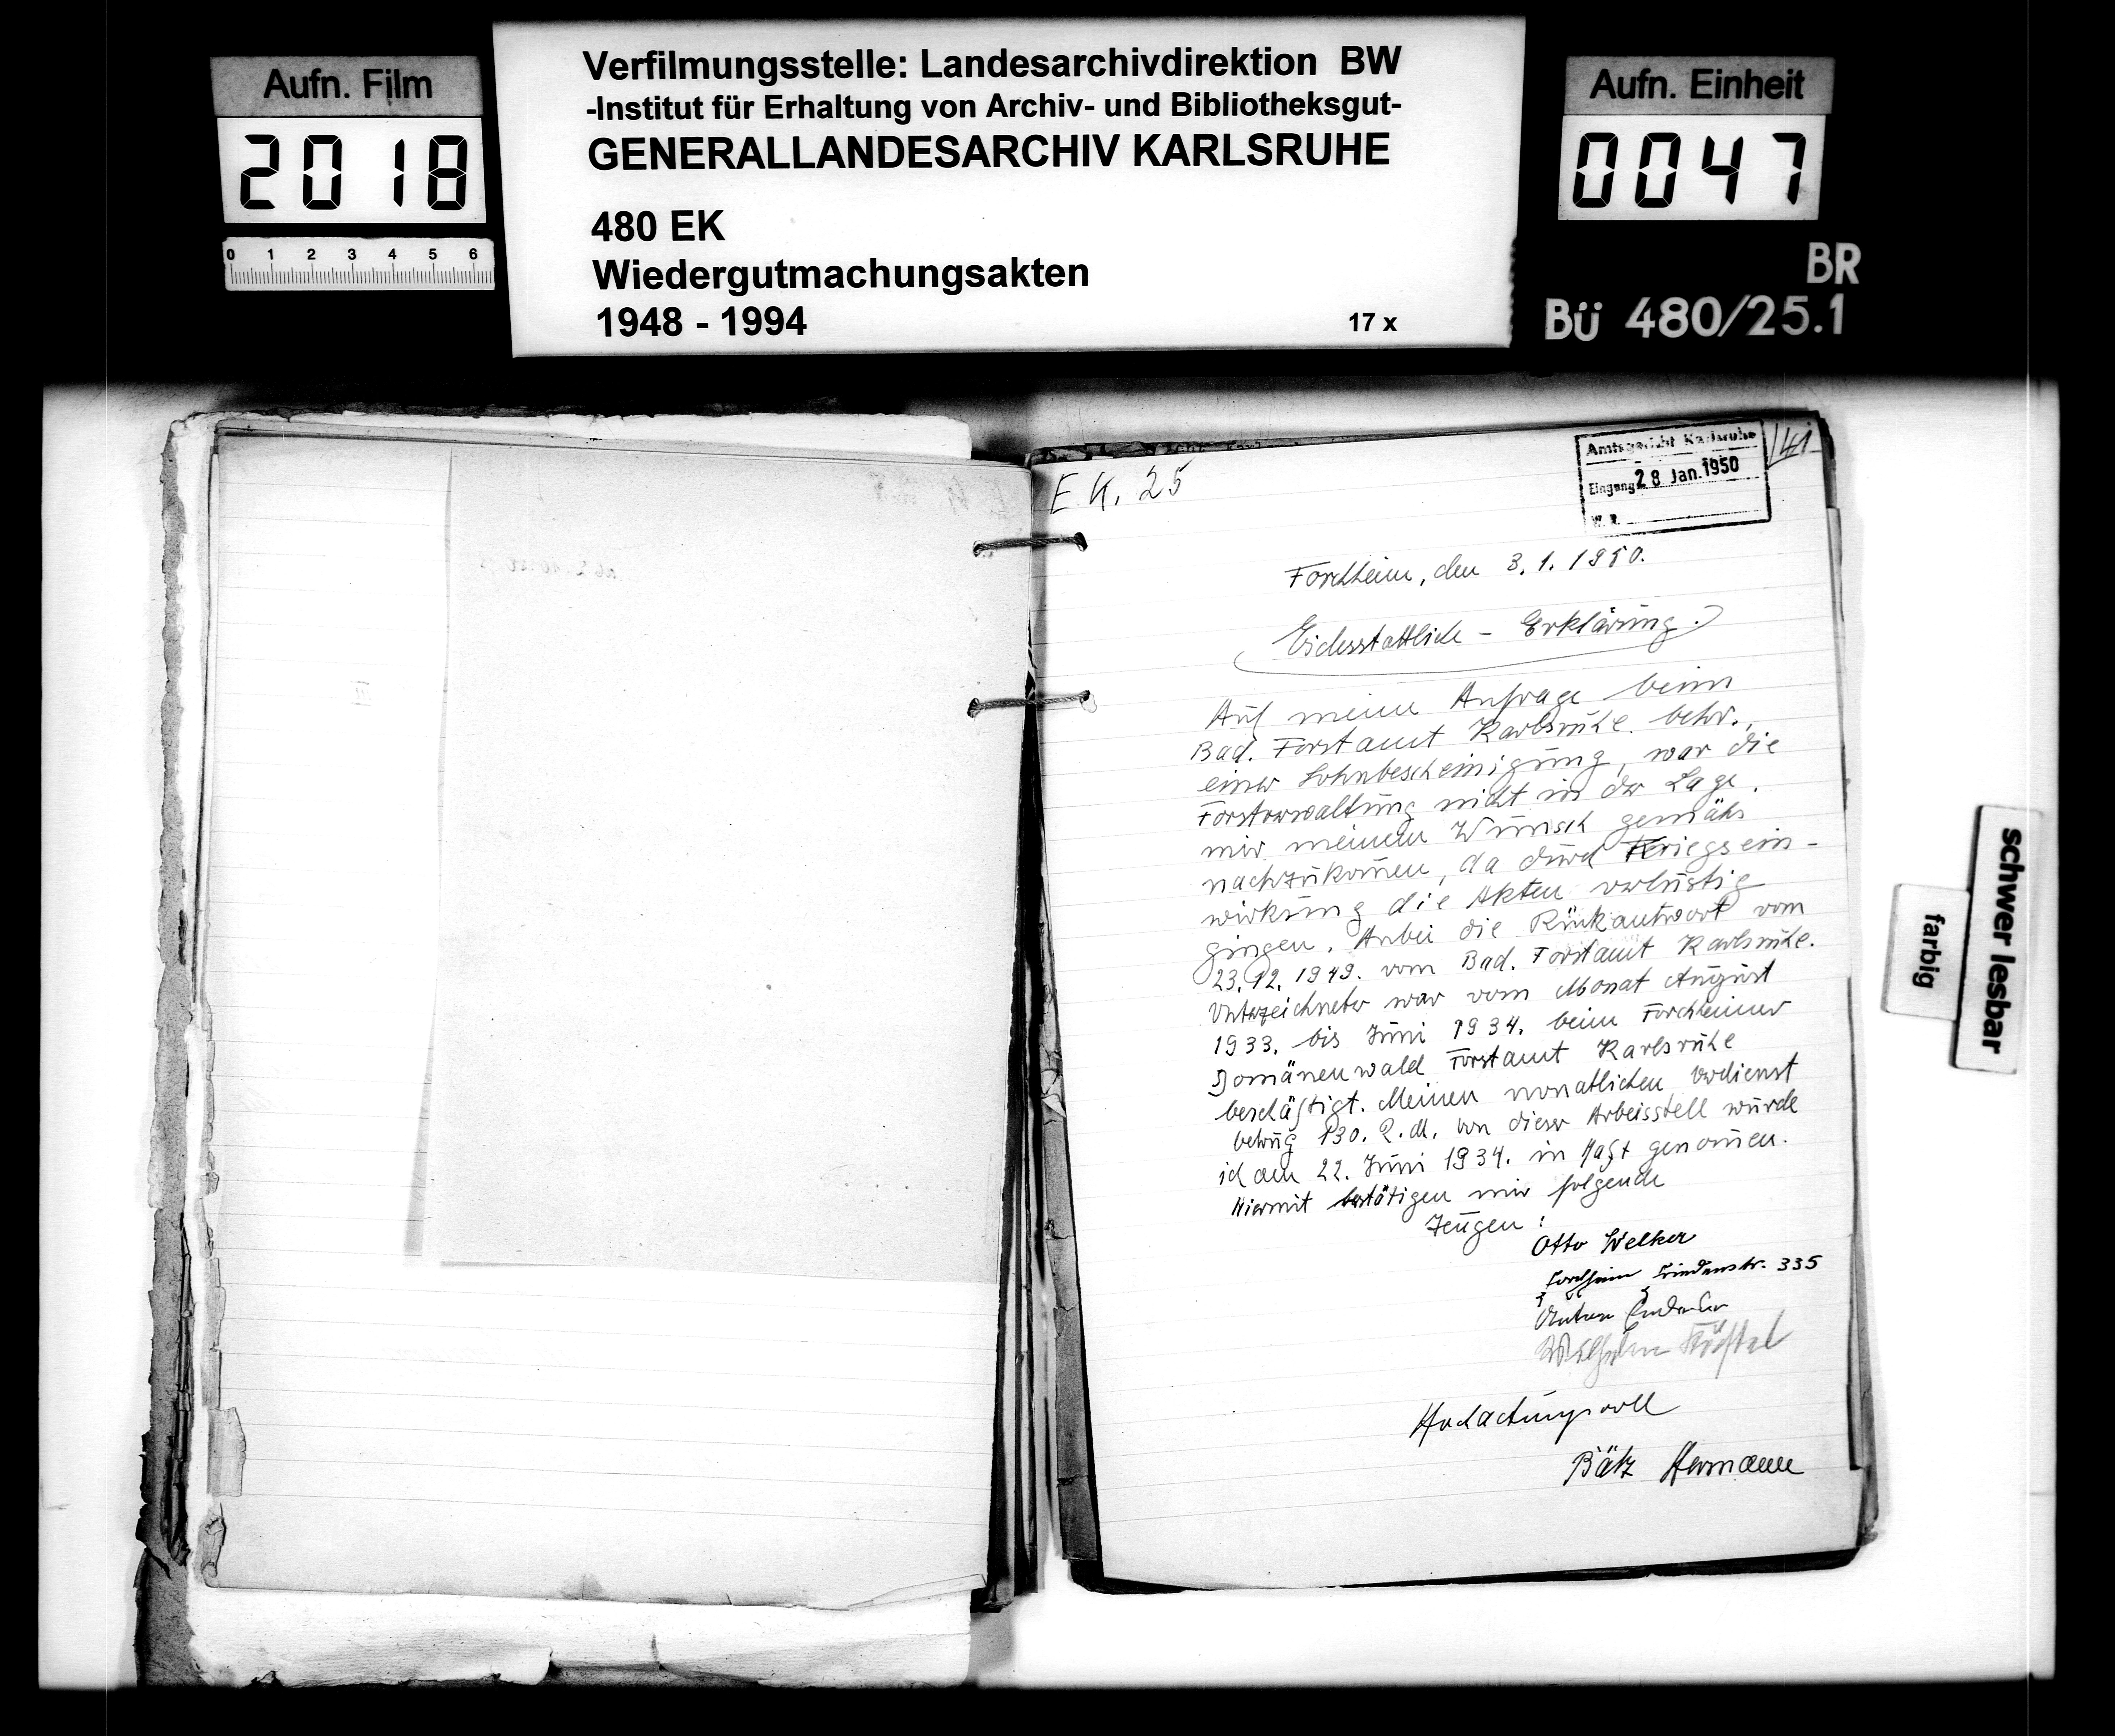 Aufn. Film
2018
0 1 2 3 4 5 6
Verfilmungsstelle: Landesarchivdirektion BW
-Institut für Erhaltung von Archiv- und Bibliotheksgut-
GENERALLANDESARCHIV KARLSRUHE
480 EK
Wiedergutmachungsakten
1948 - 1994
17 x
Aufn. Einheit
0047
BR
Bü 480/25.1
E. K. 25
Amtsgericht Karlsruhe
Eingang 28 Jan. 1950
41
Forchheim, den 3. 1. 1950.
Eidesstattliche - Erklärung.
Auf meine Anfrage beim
Bad. Forstamt Karlsruhe. betr.,
einer Lohnbescheinigung, war die
Forstverwaltung nicht in der Lage.
mir meinem Wunsch gemäß
nachzukommen, da durch Kriegsein-
wirkung die Akten verlustig
gingen. Anbei die Rückantwort vom
23.12.1949. vom Bad. Forstamt Karlsruhe.
Unterzeichneter war vom Monat August
1933. bis Juni 1934. beim Forchheimer
Domänenwald Forstamt Karlsruhe
beschäftigt. Meinen monatlichen Verdienst
betrug 130. R.M. Von dieser Arbeisstell wurde
ich am 22. Juni 1934. in Haft genommen.
Hiermit bestätigen mir folgende
Zeugen:
Otto Welker
Forchheim Friedenstr. 335
Anton
Wilhelm
Hochachtungsvoll
Bätz Hermann
schwer lesbar
farbig